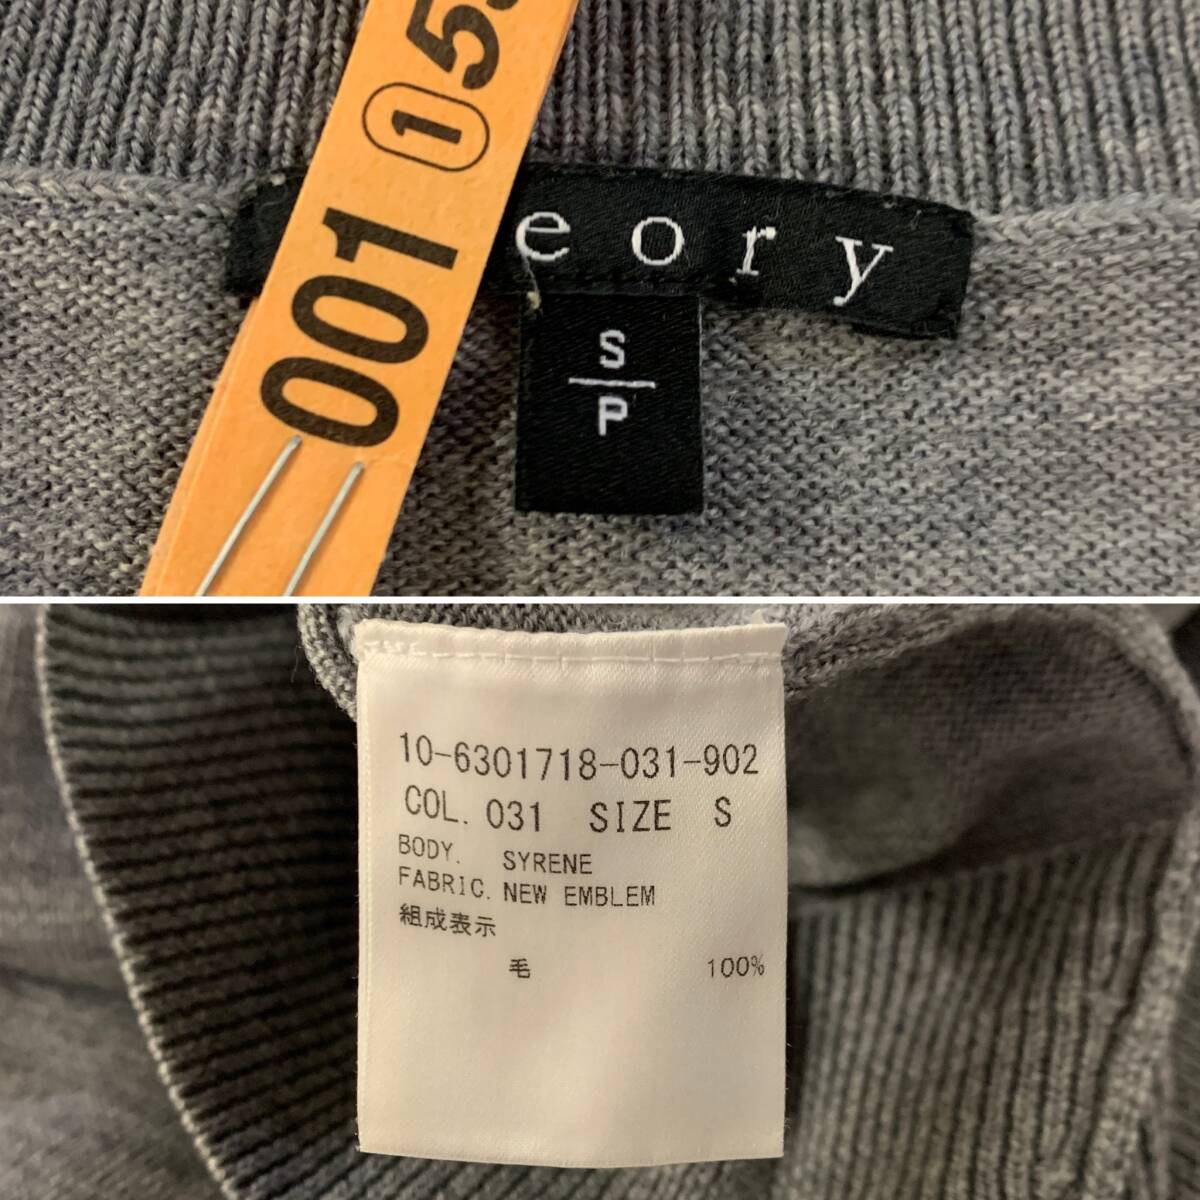 001 ①
eory
S
P
10-6301718-031-902
COL. 031 SIZE S
BODY. SYRENE
FABRIC. NEW EMBLEM
組成表示
毛 100%